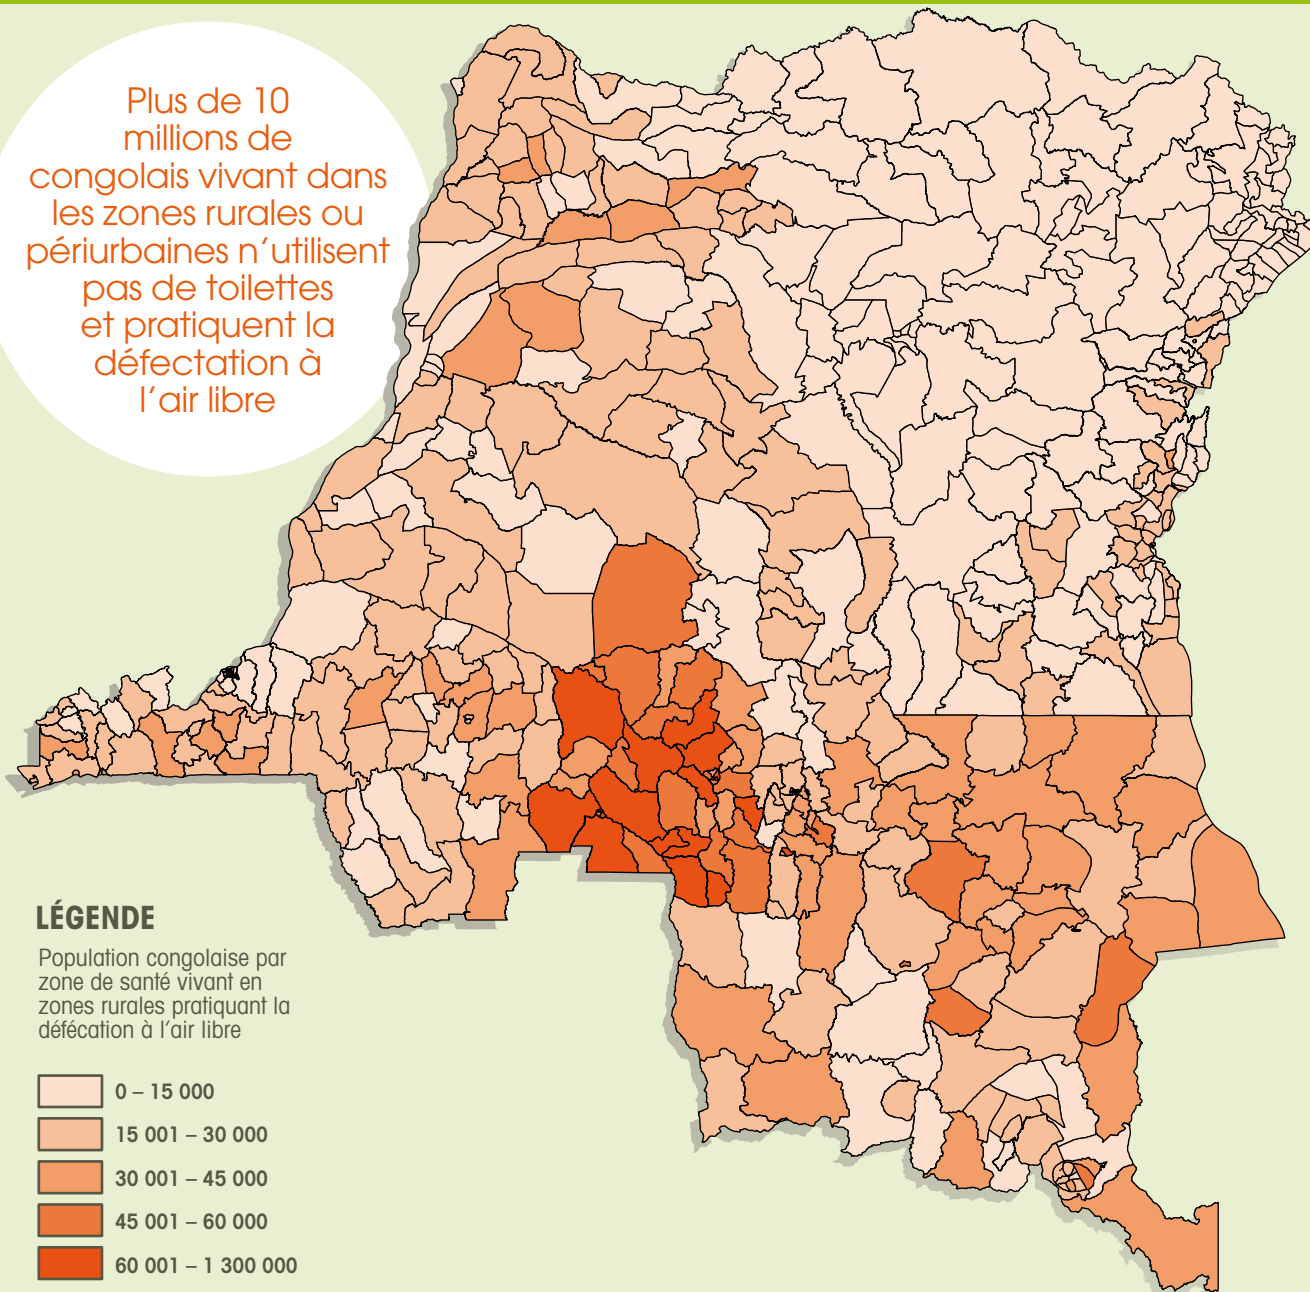 Plus de 10
millions de
congolais vivant dans
les zones rurales ou
périurbaines n'utilisent
pas de toilettes
et pratiquent la
défectation à
l'air libre
LÉGENDE
Population congolaise par
zone de santé vivant en
zones rurales pratiquant la
défécation à l'air libre
0 – 15 000
15 001 – 30 000
30 001 – 45 000
45 001 – 60 000
60 001 – 1 300 000